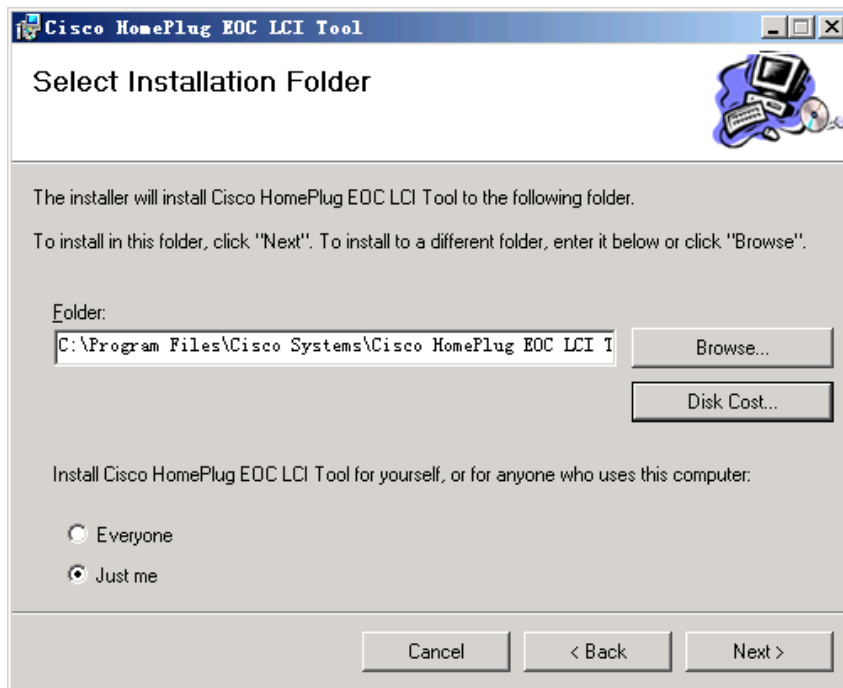 Cisco HomePlug EOC LCI Tool
Select Installation Folder
The installer will install Cisco HomePlug EOC LCI Tool to the following folder.
To install in this folder, click "Next". To install to a different folder, enter it below or click "Browse".
Folder:
C:\Program Files\Cisco Systems\Cisco HomePlug EOC LCI T
Browse...
Disk Cost...
Install Cisco HomePlug EOC LCI Tool for yourself, or for anyone who uses this computer:
Everyone
Just me
Cancel
< Back
Next >